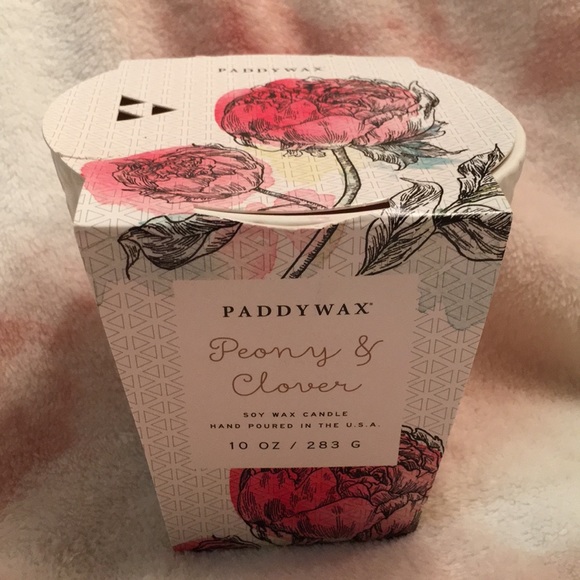 PADDYWAX
PADDYWAX®
Peony &
Clover
SOY WAX CANDLE
HAND POURED IN THE U.S.A.
10 OZ / 283 G